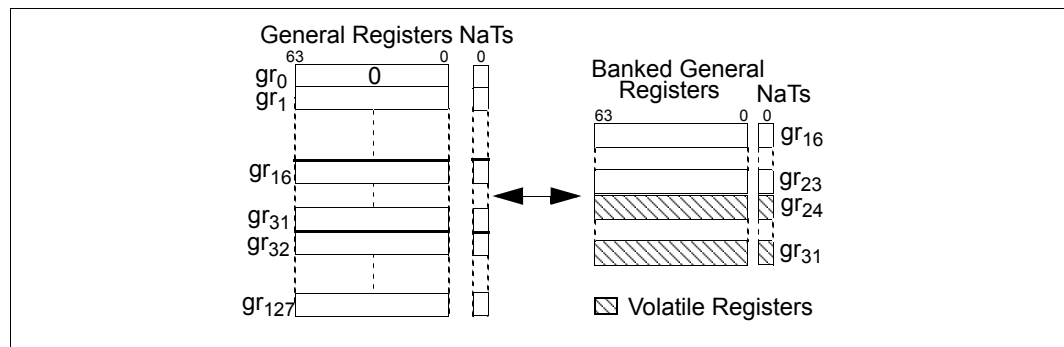 General Registers NaTs
63 0 0
gr0 0
gr1
gr16
gr31
gr32
gr127
Banked General
Registers NaTs
63 0 0
gr16
gr23
gr24
gr31
Volatile Registers